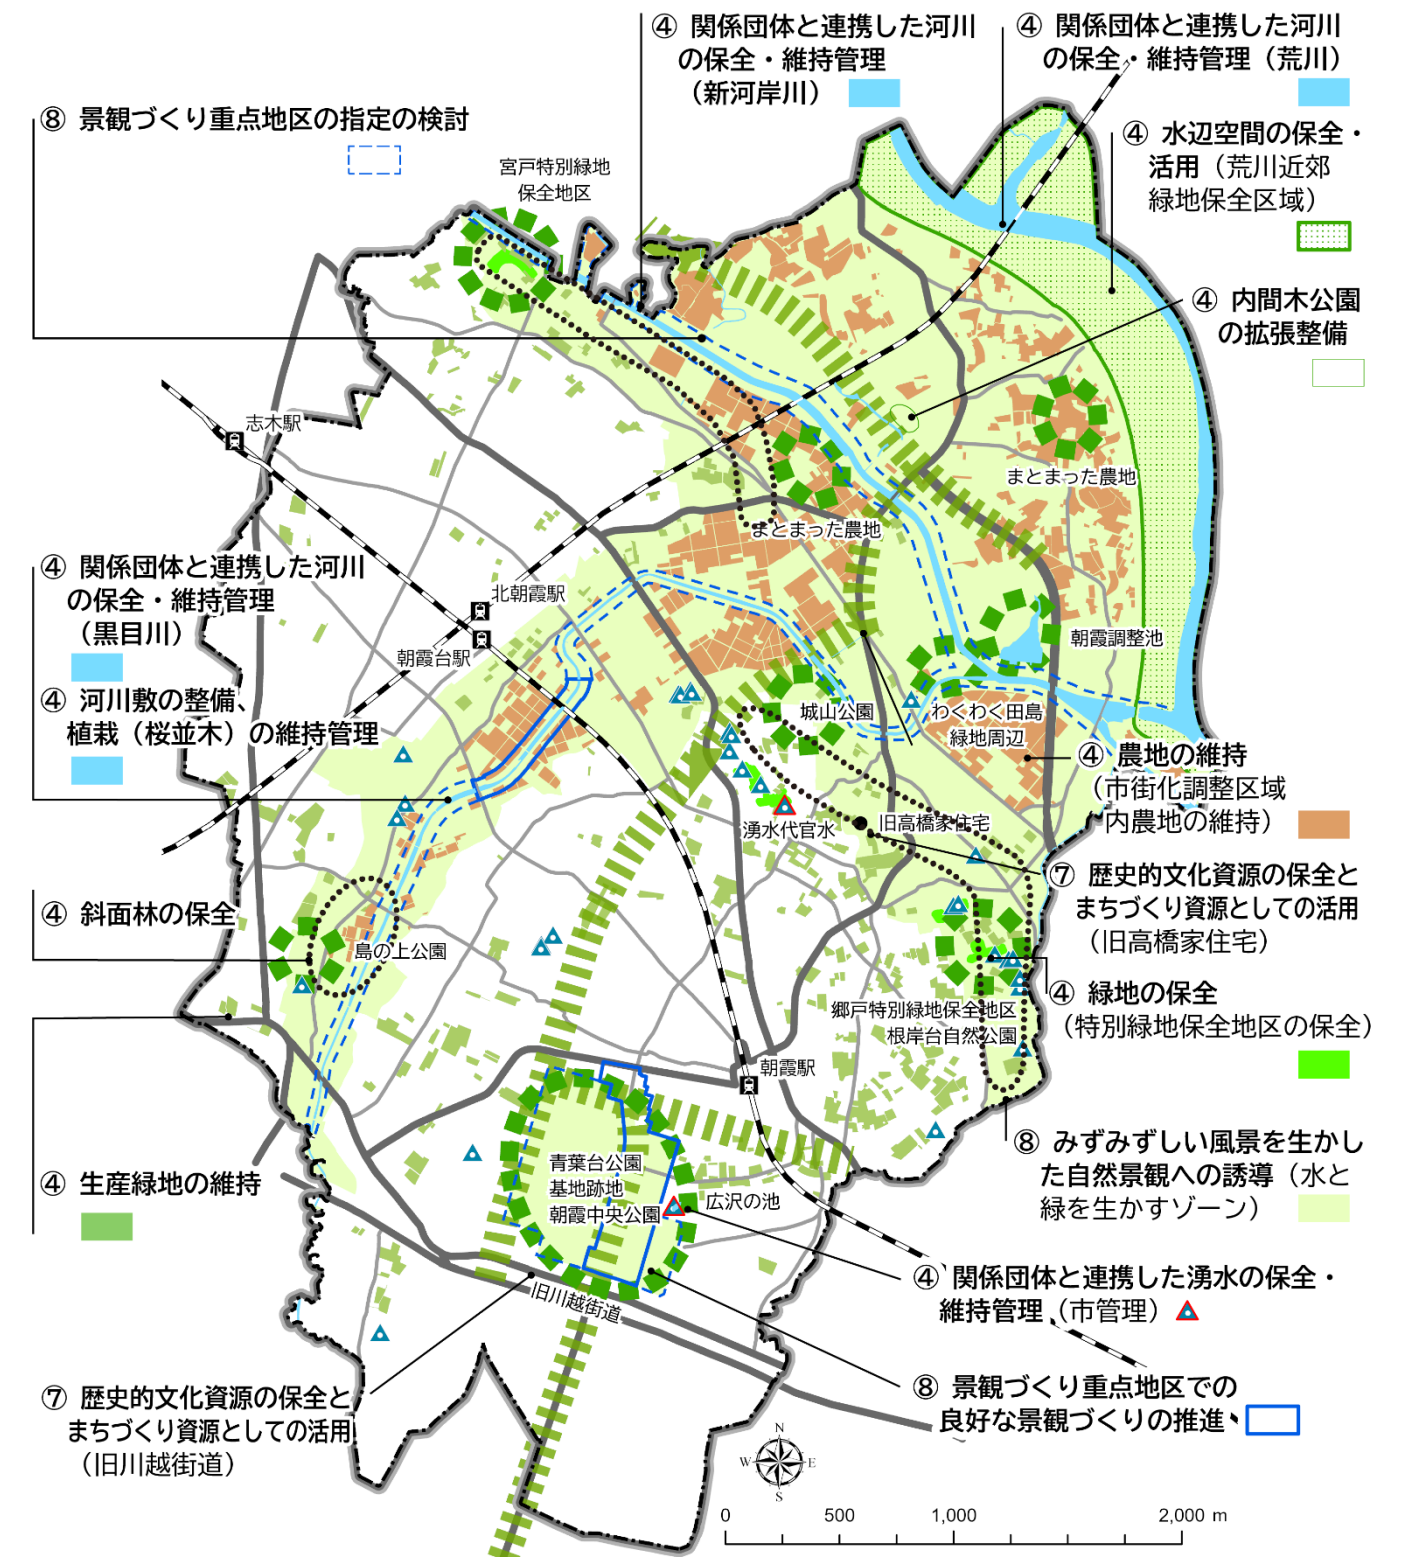 ④ 関係団体と連携した河川
の保全・維持管理
（新河岸川）
④ 関係団体と連携した河川
の保全・維持管理（荒川）
⑧ 景観づくり重点地区の指定の検討
④ 水辺空間の保全・
活用（荒川近郊
緑地保全区域）
宮戸特別緑地
保全地区
④ 内間木公園
の拡張整備
志木駅
まとまった農地
まとまった農地
④ 関係団体と連携した河川
の保全・維持管理
（黒目川）
北朝霞駅
朝霞台駅
朝霞調整池
④ 河川敷の整備、
植栽（桜並木）の維持管理
城山公園
わくわく田島
緑地周辺
④ 農地の維持
（市街化調整区域
内農地の維持）
湧水代官水
旧高橋家住宅
⑦ 歴史的文化資源の保全と
まちづくり資源としての活用
（旧高橋家住宅）
④ 斜面林の保全
島の上公園
④ 緑地の保全
（特別緑地保全地区の保全）
郷戸特別緑地保全地区
根岸台自然公園
朝霞駅
⑧ みずみずしい風景を生かし
た自然景観への誘導（水と
緑を生かすゾーン）
④ 生産緑地の維持
青葉台公園
基地跡地
朝霞中央公園
広沢の池
④ 関係団体と連携した湧水の保全・
維持管理（市管理）
旧川越街道
⑦ 歴史的文化資源の保全と
まちづくり資源としての活用
（旧川越街道）
⑧ 景観づくり重点地区での
良好な景観づくりの推進
N
W E
S
0 500 1,000 2,000 m